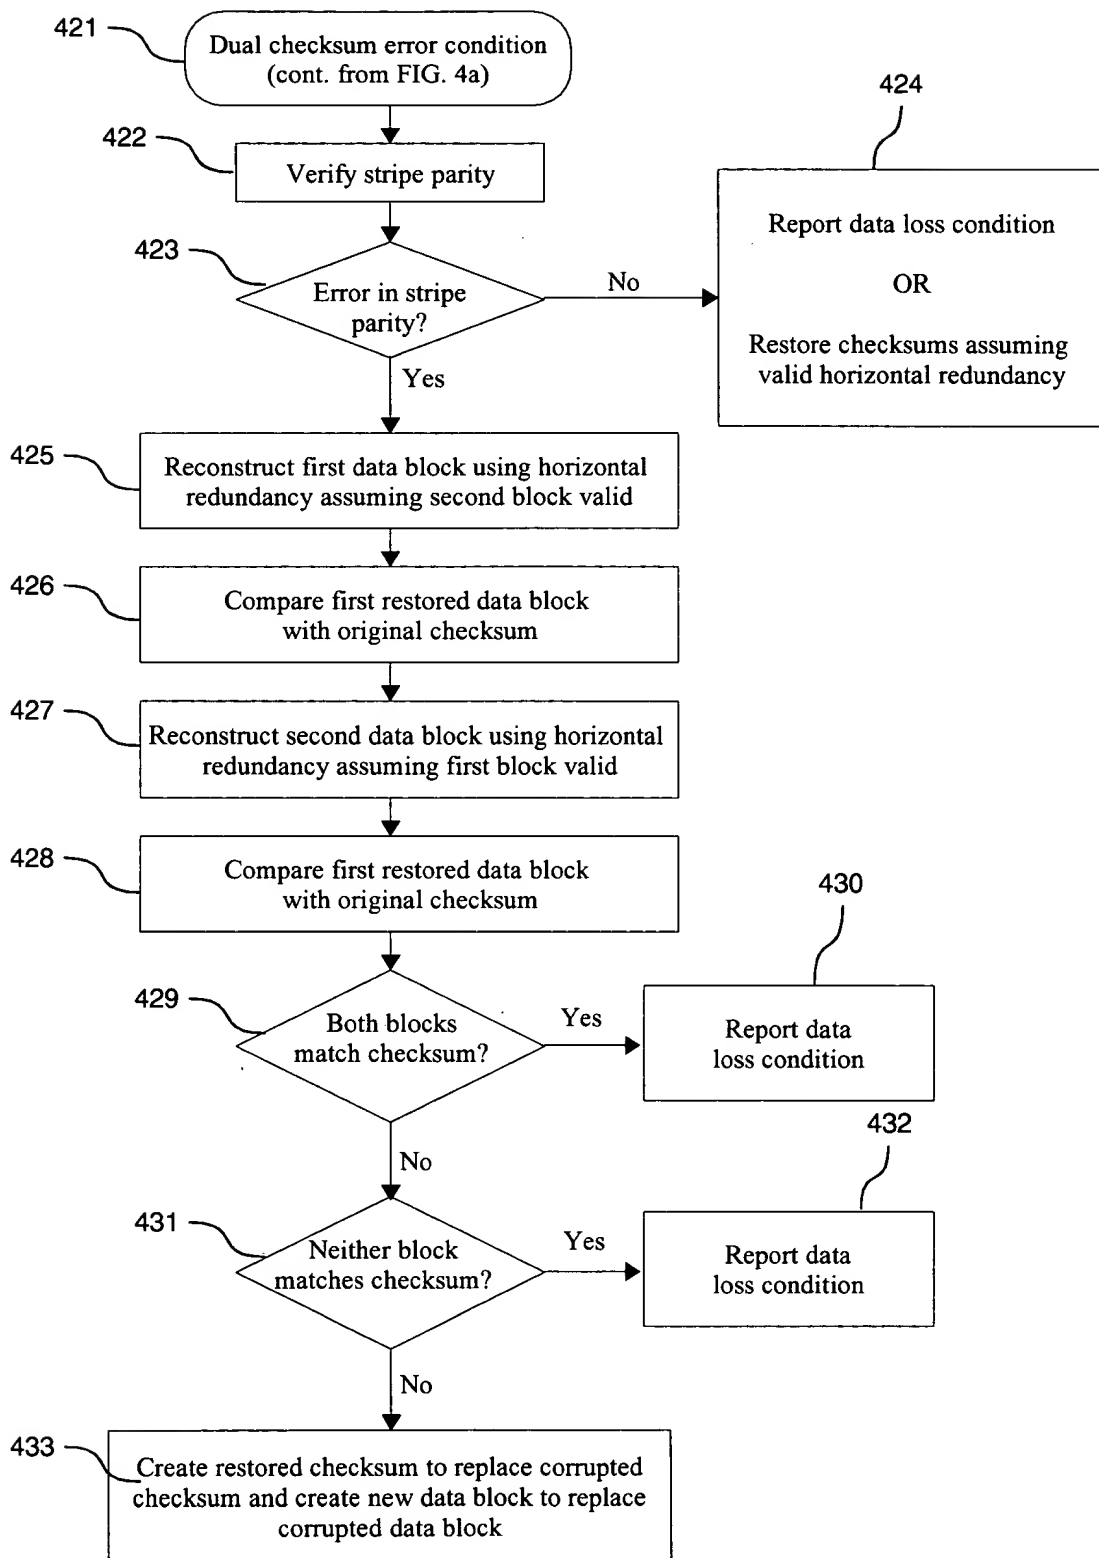 421
Dual checksum error condition
(cont. from FIG. 4a)
424
422
Verify stripe parity
Report data loss condition
OR
Restore checksums assuming
valid horizontal redundancy
423
Error in stripe
parity?
No
Yes
425
Reconstruct first data block using horizontal
redundancy assuming second block valid
426
Compare first restored data block
with original checksum
427
Reconstruct second data block using horizontal
redundancy assuming first block valid
428
Compare first restored data block
with original checksum
430
429
Both blocks
match checksum?
Yes
Report data
loss condition
432
No
431
Neither block
matches checksum?
Yes
Report data
loss condition
No
433
Create restored checksum to replace corrupted
checksum and create new data block to replace
corrupted data block